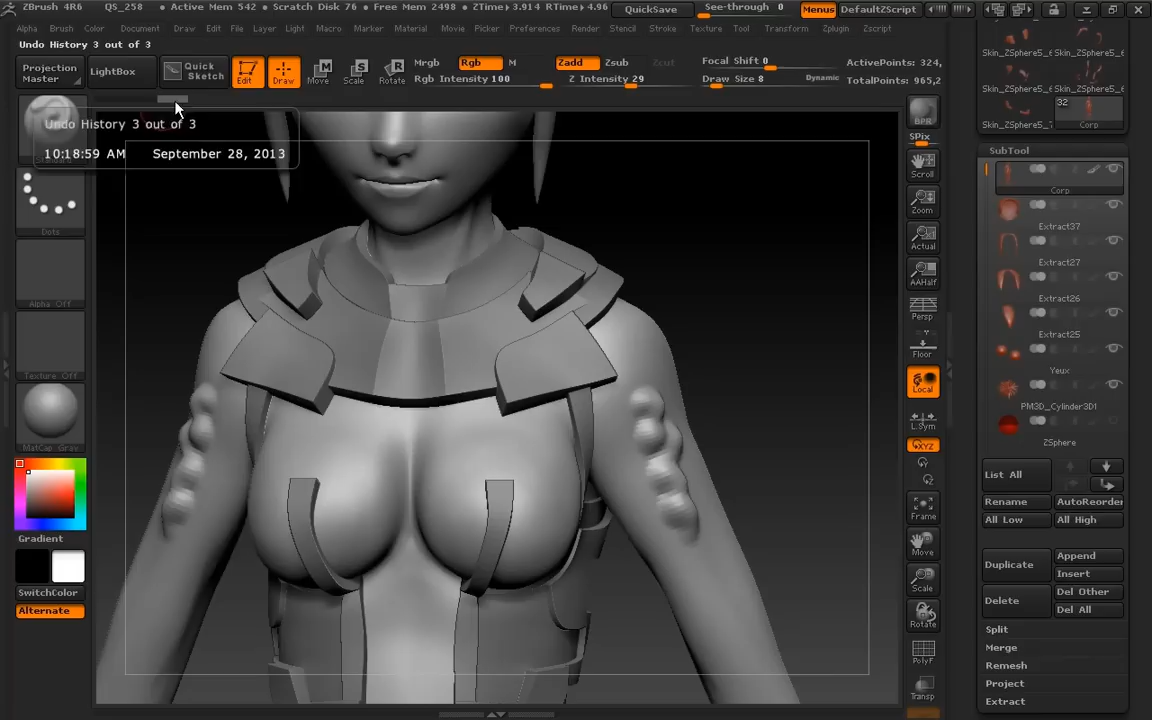 ZBrush 4R6
QS_258
• Active Mem 542
• Scratch Disk 76
• Free Mem 2498
• ZTime▸3.914
RTime▸4.96
QuickSave
See-through 0
Menus
DefaultZScript
Alpha
Brush
Color
Document
Draw
Edit
File
Layer
Light
Macro
Marker
Material
Movie
Picker
Preferences
Render
Stencil
Stroke
Texture
Tool
Transform
Zplugin
Zscript
Undo History 3 out of 3
Projection
Master
LightBox
Quick
Sketch
Edit
Draw
Move
Scale
Rotate
Mrgb
Rgb
M
Rgb Intensity 100
Zadd
Zsub
Zcut
Z Intensity 29
Focal Shift 0
Draw Size 8
Dynamic
ActivePoints: 324,
TotalPoints: 965,2
Undo History 3 out of 3
10:18:59 AM September 28, 2013
Standard
Dots
Alpha Off
Texture Off
MatCap Gray
Gradient
SwitchColor
Alternate
BPR
SPix
Scroll
Zoom
Actual
AAHalf
Persp
Floor
Local
L.Sym
XYZ
Frame
Move
Scale
Rotate
PolyF
Transp
Skin_ZSphere5_6
Skin_ZSphere5_6
Skin_ZSphere5_6
Skin_ZSphere5_6
Skin_ZSphere5_7
32
Corp
SubTool
Corp
Extract37
Extract27
Extract26
Extract25
Yeux
PM3D_Cylinder3D1
ZSphere
List All
Rename
AutoReorder
All Low
All High
Duplicate
Append
Insert
Delete
Del Other
Del All
Split
Merge
Remesh
Project
Extract